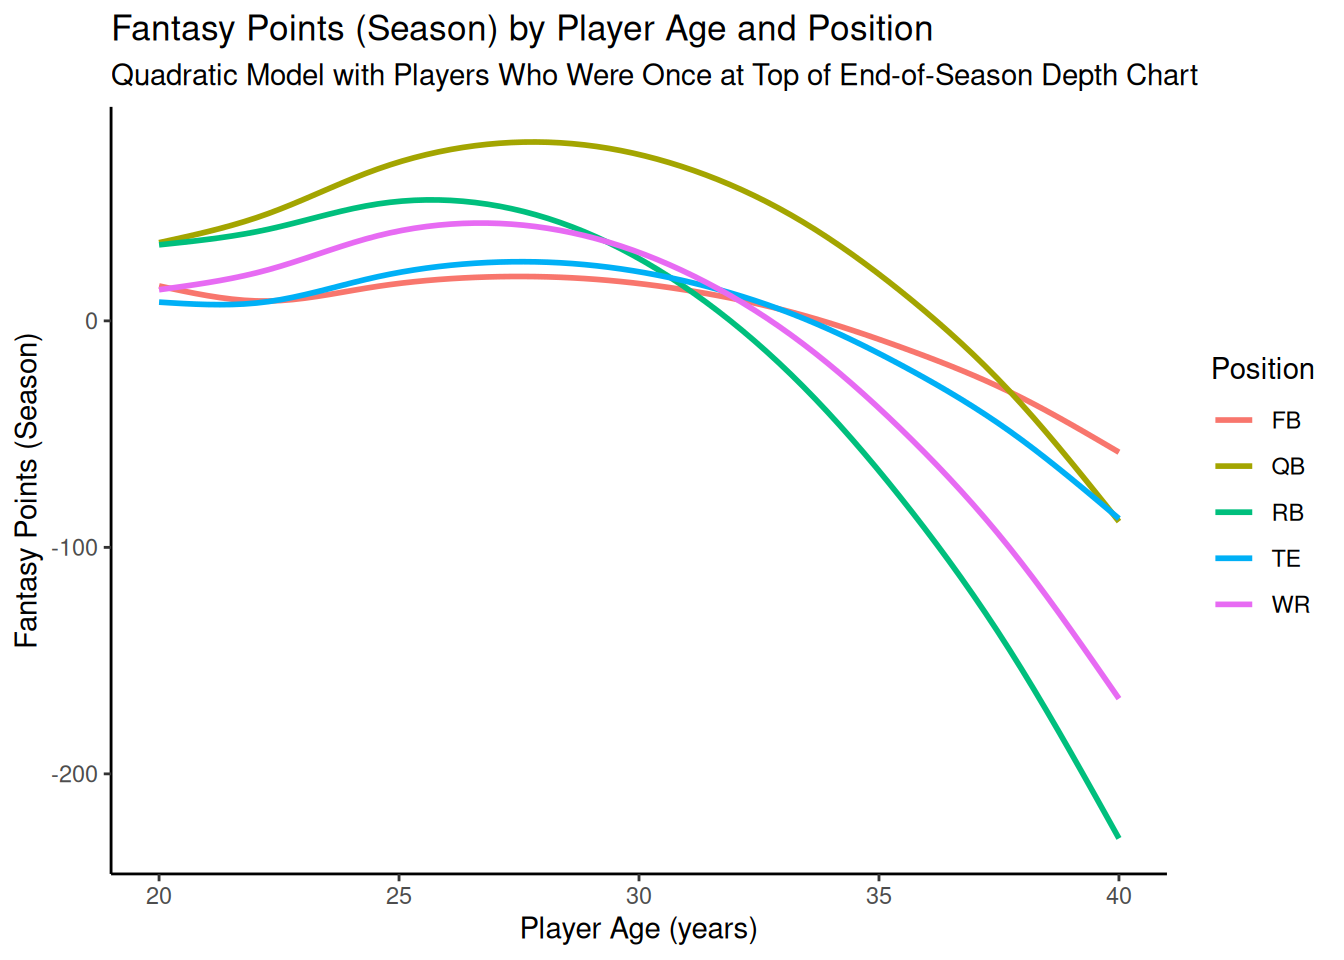 Fantasy Points (Season) by Player Age and Position
Quadratic Model with Players Who Were Once at Top of End-of-Season Depth Chart
Fantasy Points (Season)
0
-100
-200
20
25
30
35
40
Player Age (years)
Position
FB
QB
RB
TE
WR